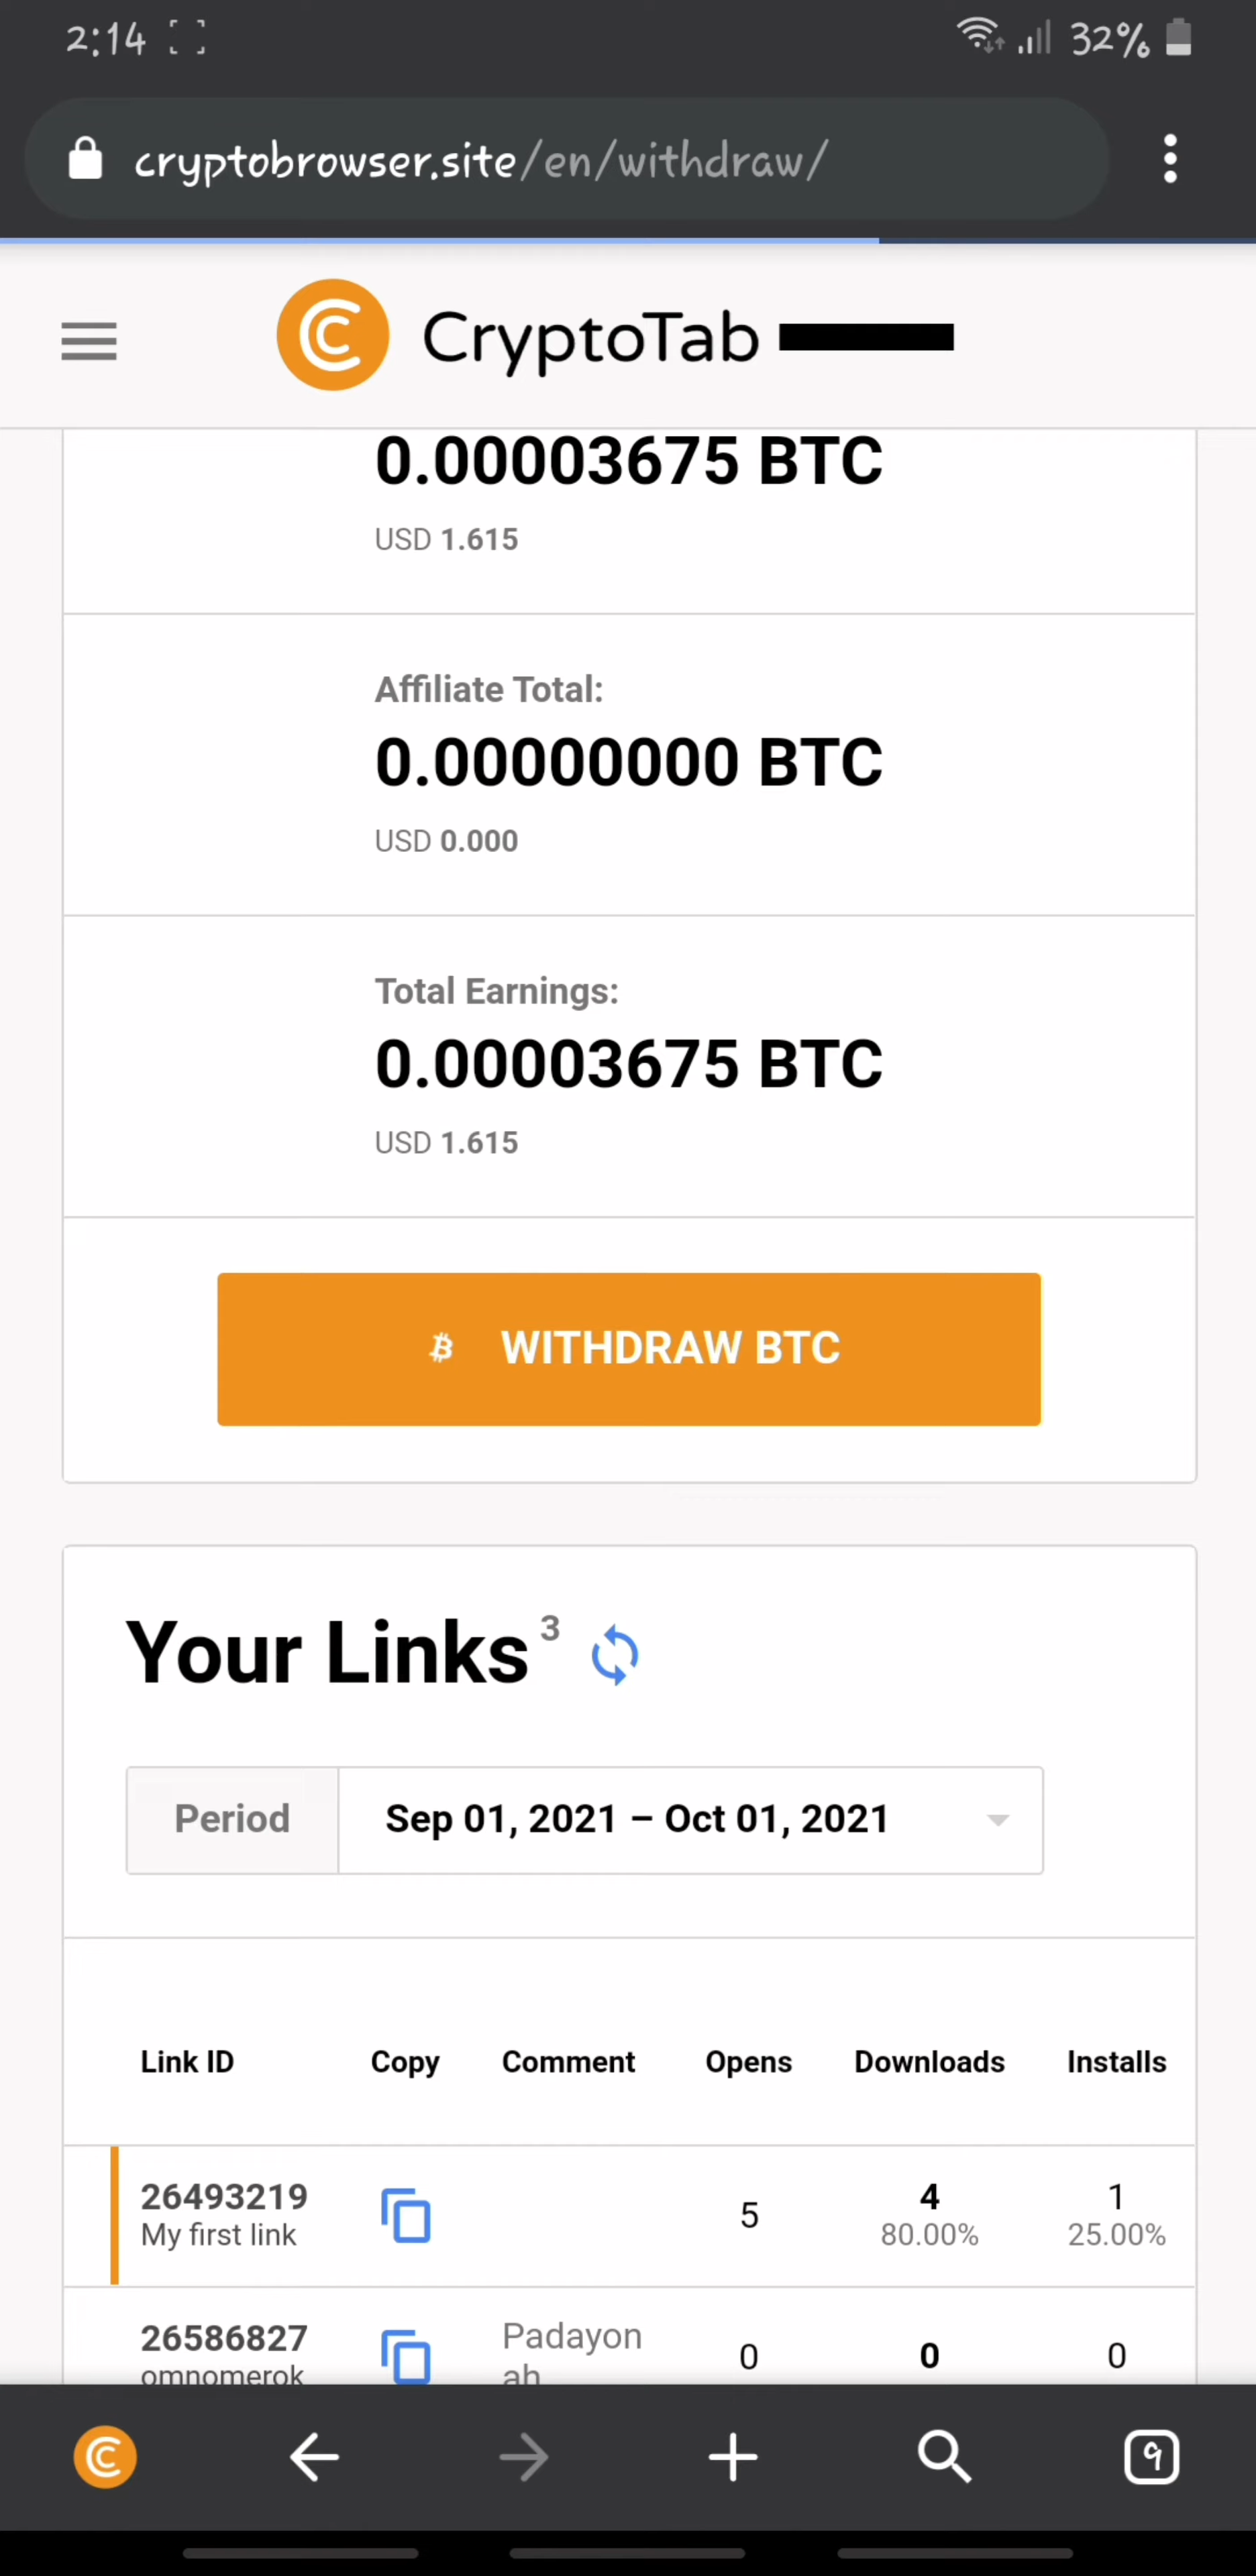 2:14 32%
cryptobrowser.site/en/withdraw/
CryptoTab
0.00003675 BTC
USD 1.615
Affiliate Total:
0.00000000 BTC
USD 0.000
Total Earnings:
0.00003675 BTC
USD 1.615
WITHDRAW BTC
Your Links 3
Period Sep 01, 2021 – Oct 01, 2021
Link ID Copy Comment Opens Downloads Installs
26493219 5 4 1
My first link 80.00% 25.00%
26586827 Padayon 0 0 0
omnomerok ah
9